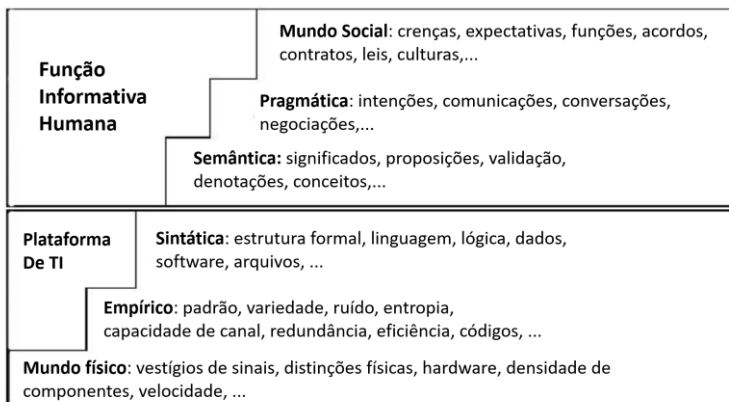 Mundo Social: crenças, expectativas, funções, acordos,
contratos, leis, culturas,...
Função
Informativa
Humana
Pragmática: intenções, comunicações, conversações,
negociações,...
Semântica: significados, proposições, validação,
denotações, conceitos,...
Plataforma
De TI
Sintática: estrutura formal, linguagem, lógica, dados,
software, arquivos, ...
Empírico: padrão, variedade, ruído, entropia,
capacidade de canal, redundância, eficiência, códigos, ...
Mundo físico: vestígios de sinais, distinções físicas, hardware, densidade de
componentes, velocidade, ...